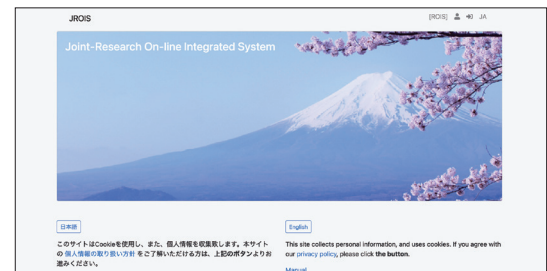 JROIS
[ROIS] JA
Joint-Research On-line Integrated System
日本語
このサイトはCookieを使用し、また、個人情報を収集致します。本サイト
の 個人情報の取り扱い方針 をご了解いただける方は、上記のボタンよりお
進みください。
English
This site collects personal information, and uses cookies. If you agree with
our privacy policy, please click the button.
Manual